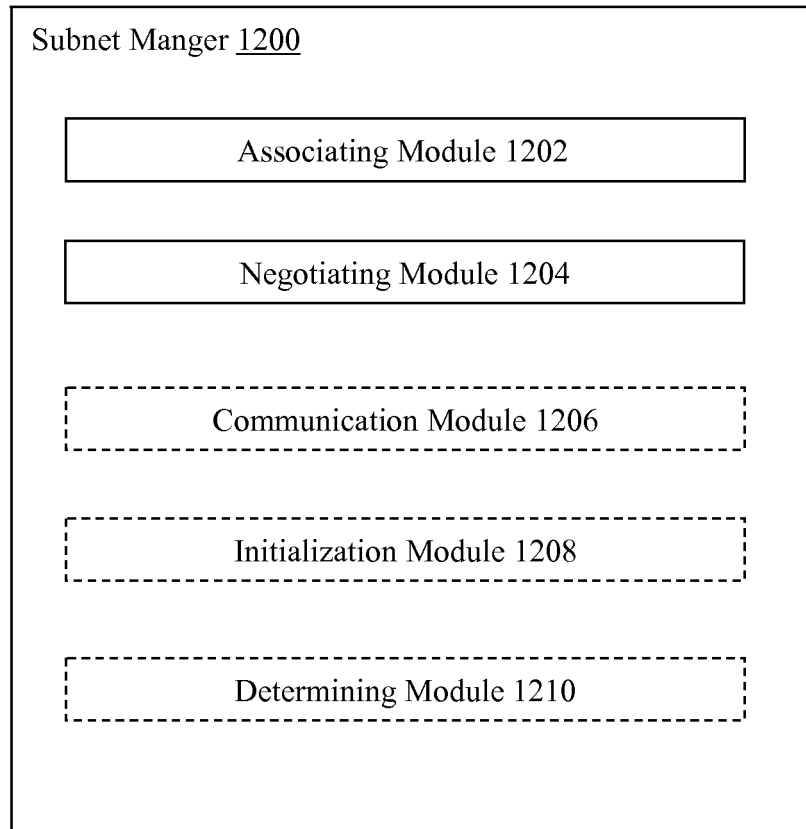 Subnet Manger 1200
Associating Module 1202
Negotiating Module 1204
Communication Module 1206
Initialization Module 1208
Determining Module 1210